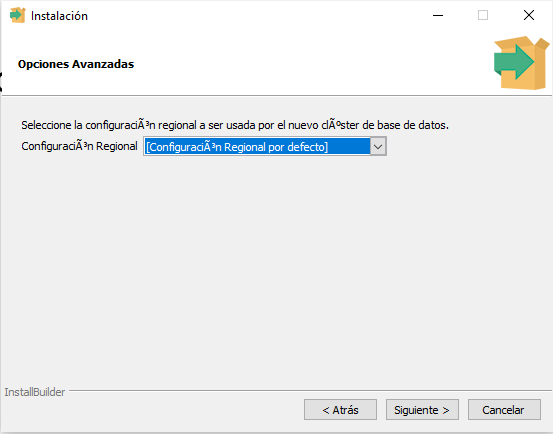 Instalación
Opciones Avanzadas
Seleccione la configuraciÃ³n regional a ser usada por el nuevo clÃºster de base de datos.
ConfiguraciÃ³n Regional [ConfiguraciÃ³n Regional por defecto]
InstallBuilder
< Atrás Siguiente > Cancelar